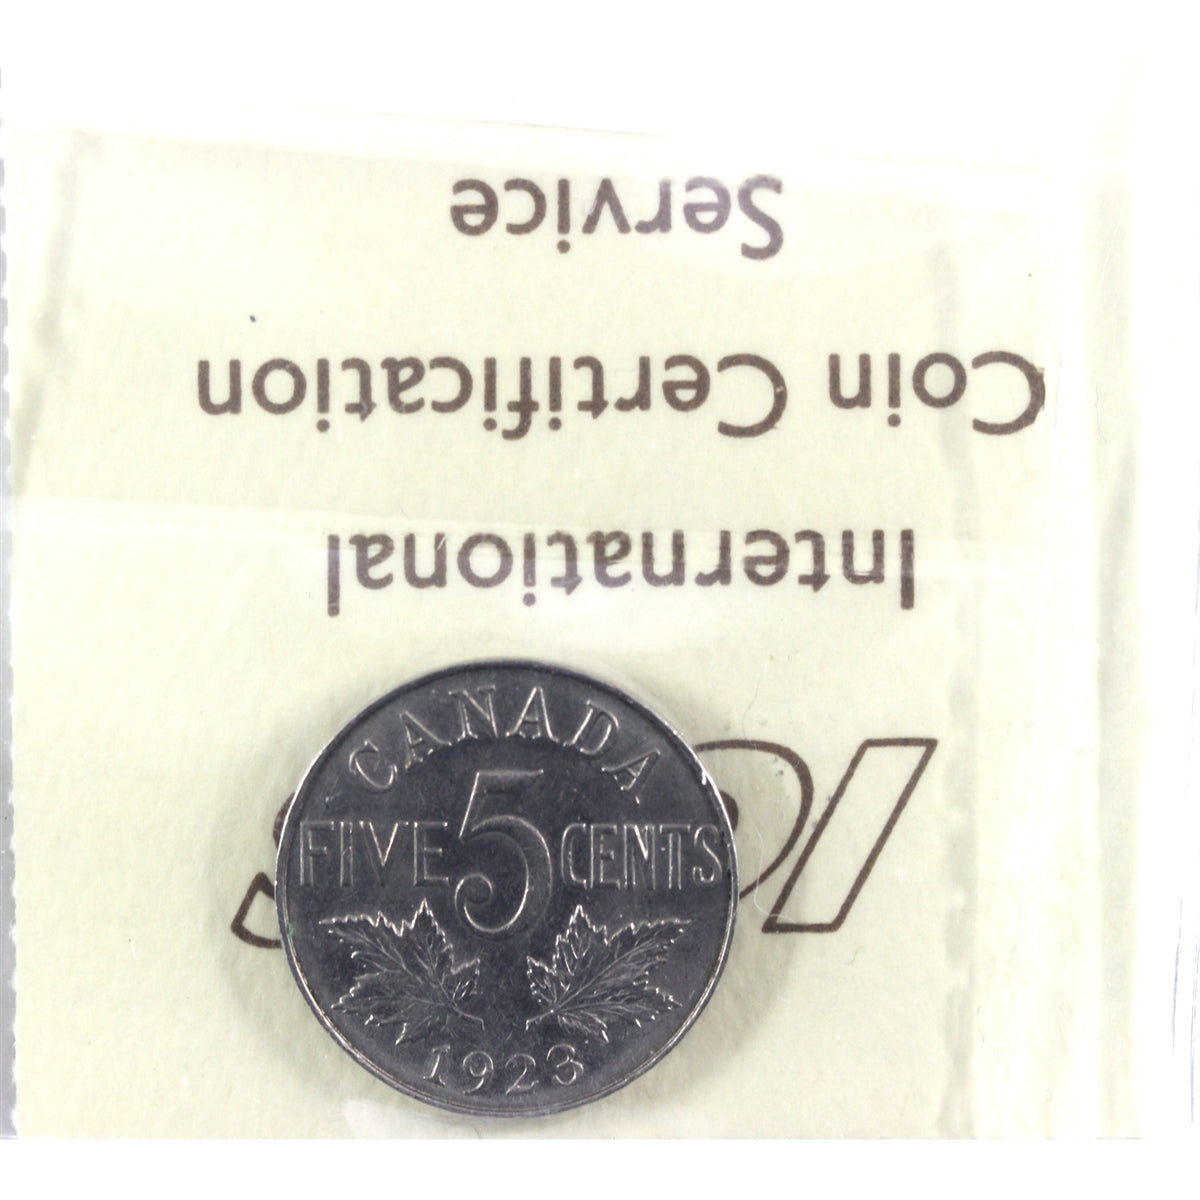 International
Coin Certification
Service
CANADA
FIVE 5 CENTS
1923